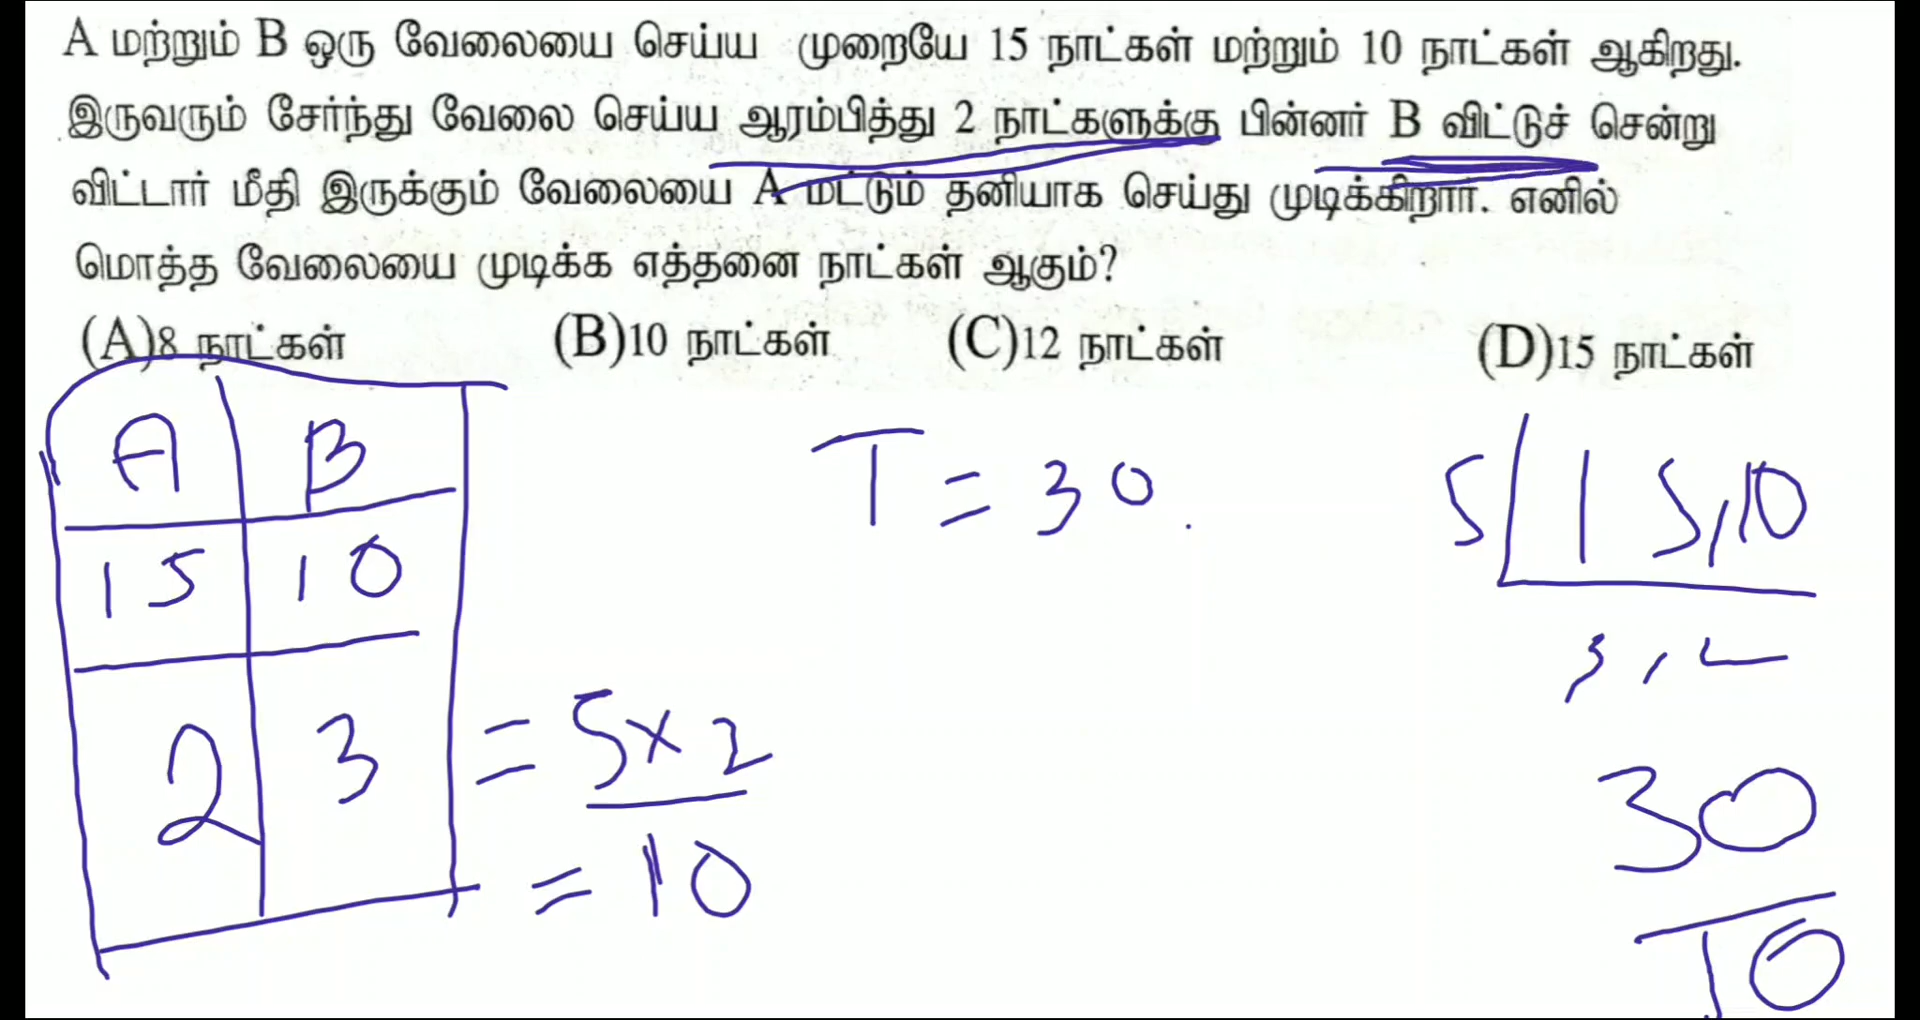 A மற்றும் B ஒரு வேலையை செய்ய முறையே 15 நாட்கள் மற்றும் 10 நாட்கள் ஆகிறது.
இருவரும் சேர்ந்து வேலை செய்ய ஆரம்பித்து 2 நாட்களுக்கு பின்னர் B விட்டுச் சென்று
விட்டார் மீதி இருக்கும் வேலையை A மட்டும் தனியாக செய்து முடிக்கிறார். எனில்
மொத்த வேலையை முடிக்க எத்தனை நாட்கள் ஆகும்?
(A)8 நாட்கள் (B)10 நாட்கள் (C)12 நாட்கள் (D)15 நாட்கள்
A B
15 10
2 3 = 5 x 2
= 10
T = 30.
5 15,10
3, 2
30
10